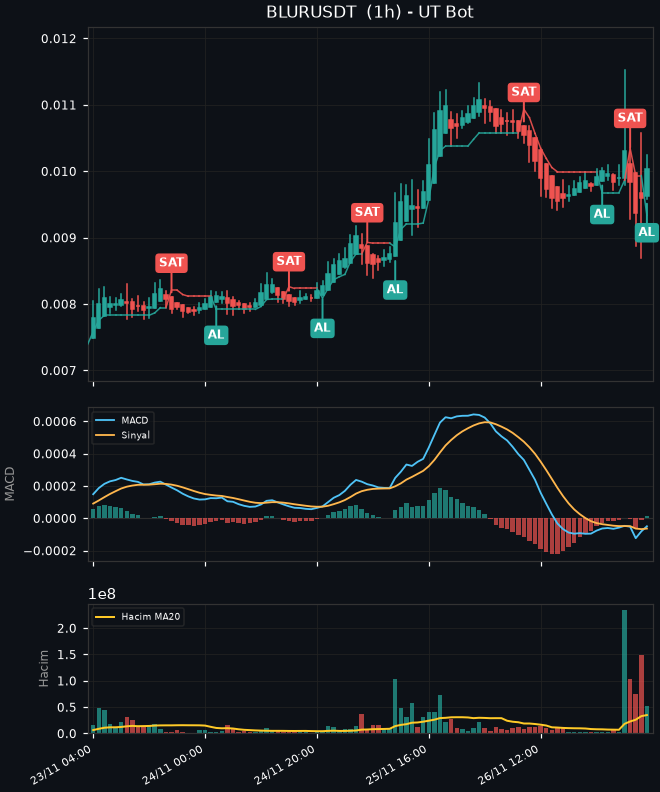 BLURUSDT (1h) - UT Bot
0.012
0.011
0.010
0.009
0.008
0.007
SAT
SAT
SAT
SAT
SAT
AL
AL
AL
AL
AL
MACD
0.0006
0.0004
0.0002
0.0000
−0.0002
MACD
Sinyal
1e8
Hacim
2.0
1.5
1.0
0.5
0.0
Hacim MA20
23/11 04:00
24/11 00:00
24/11 20:00
25/11 16:00
26/11 12:00